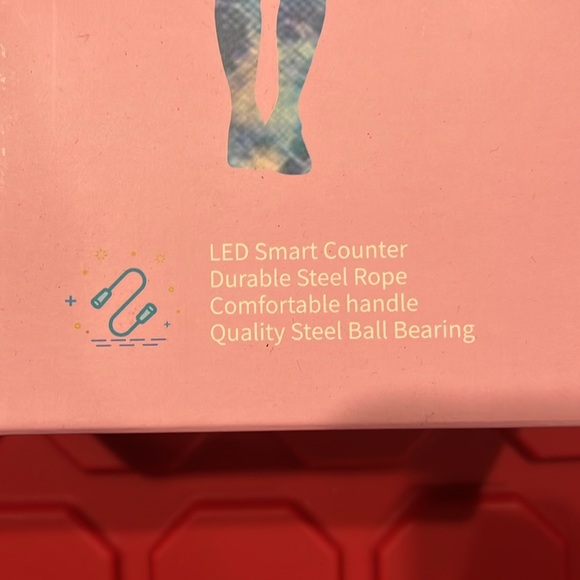 LED Smart Counter
Durable Steel Rope
Comfortable handle
Quality Steel Ball Bearing